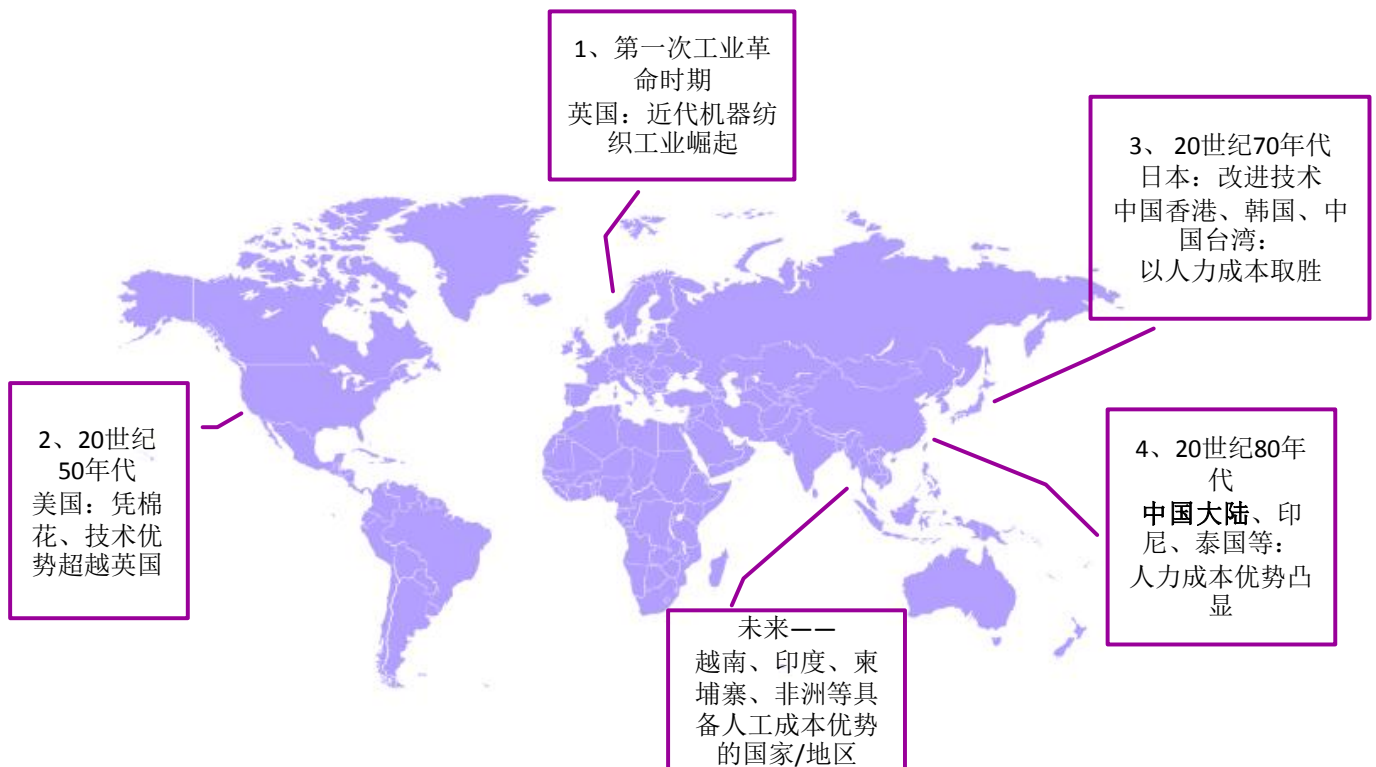 1、第一次工业革
命时期
英国：近代机器纺
织工业崛起
2、20世纪
50年代
美国：凭棉
花、技术优
势超越英国
3、 20世纪70年代
日本：改进技术
中国香港、韩国、中
国台湾：
以人力成本取胜
4、20世纪80年
代
中国大陆、印
尼、泰国等：
人力成本优势凸
显
未来——
越南、印度、柬
埔寨、非洲等具
备人工成本优势
的国家/地区